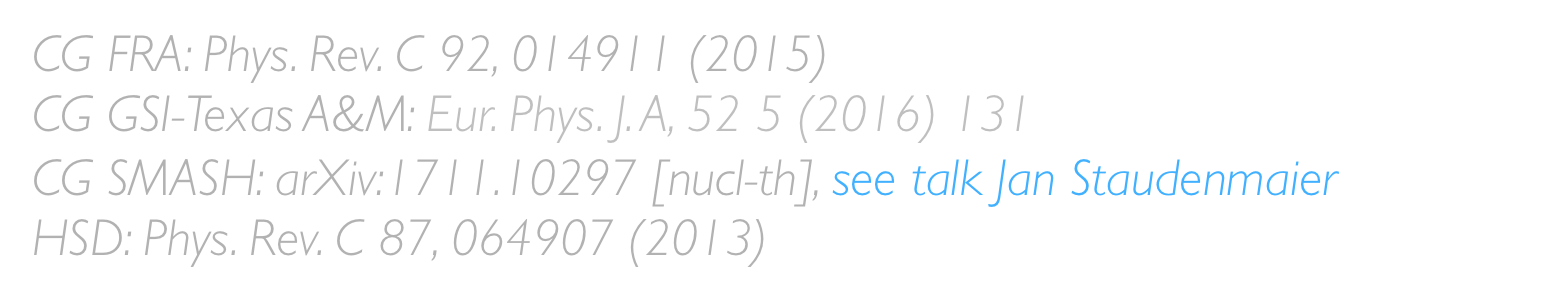 CG FRA: Phys. Rev. C 92, 014911 (2015)
CG GSI-Texas A&M: Eur. Phys. J. A, 52 5 (2016) 131
CG SMASH: arXiv:1711.10297 [nucl-th], see talk Jan Staudenmaier
HSD: Phys. Rev. C 87, 064907 (2013)